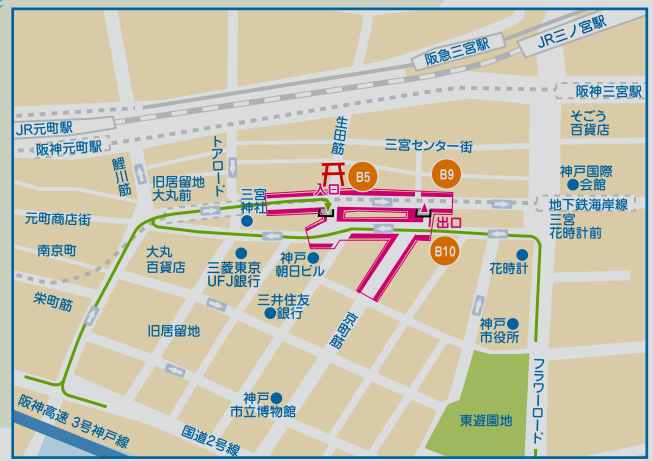 阪急三宮駅
JR三ノ宮駅
阪神三宮駅
そごう
百貨店
JR元町駅
阪神元町駅
鯉川筋
トアロード
生田筋
三宮センター街
旧居留地
大丸前
三宮
神社
入口
B5
B9
神戸国際
会館
地下鉄海岸線
三宮
花時計前
出口
B10
元町商店街
南京町
大丸
百貨店
三菱東京
UFJ銀行
神戸
朝日ビル
花時計
栄町筋
三井住友
銀行
旧居留地
京町筋
神戸
市役所
フラワーロード
神戸
市立博物館
東遊園地
阪神高速 3号神戸線
国道2号線